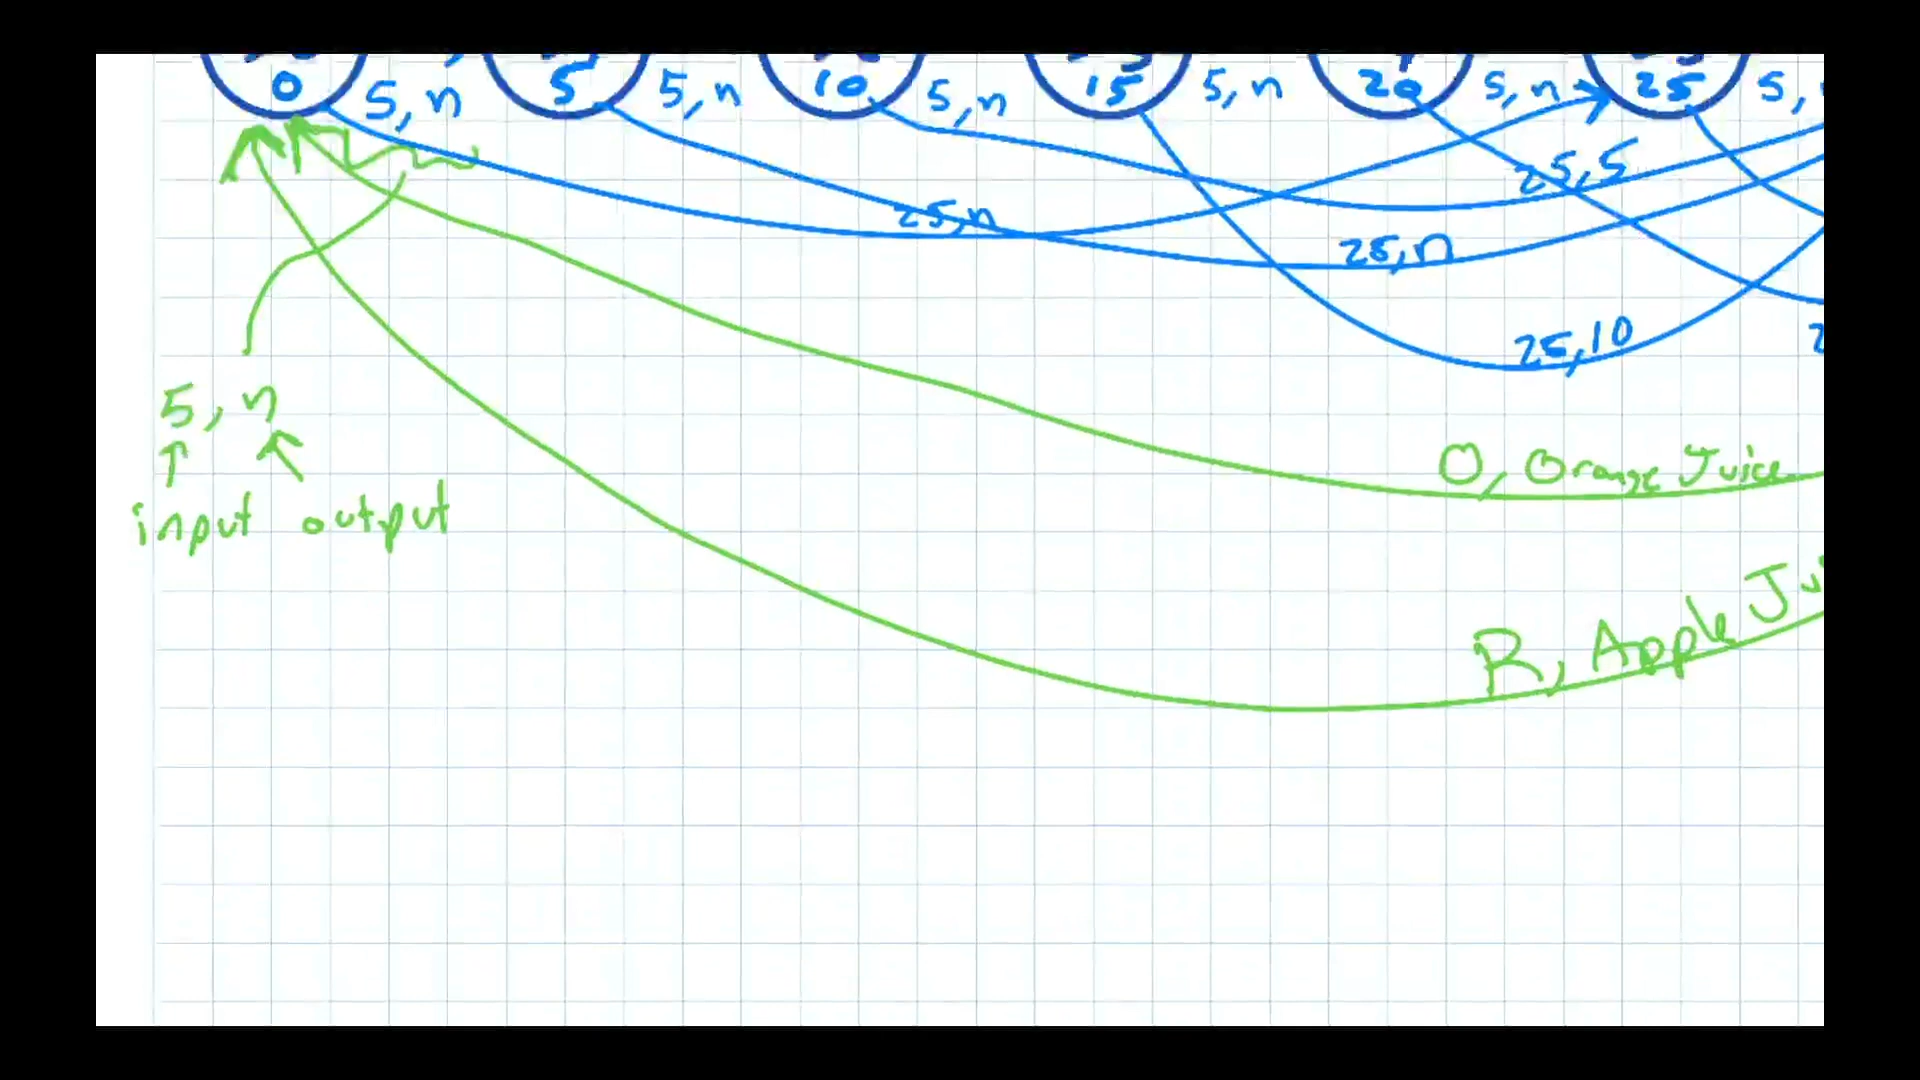 0 5 10 15 20 25
5,n 5,n 5,n 5,n 5,n 5,
25,5
25,n
25,n
25,10
2
5,n
O, Orange Juice
input output
R, Apple Ju